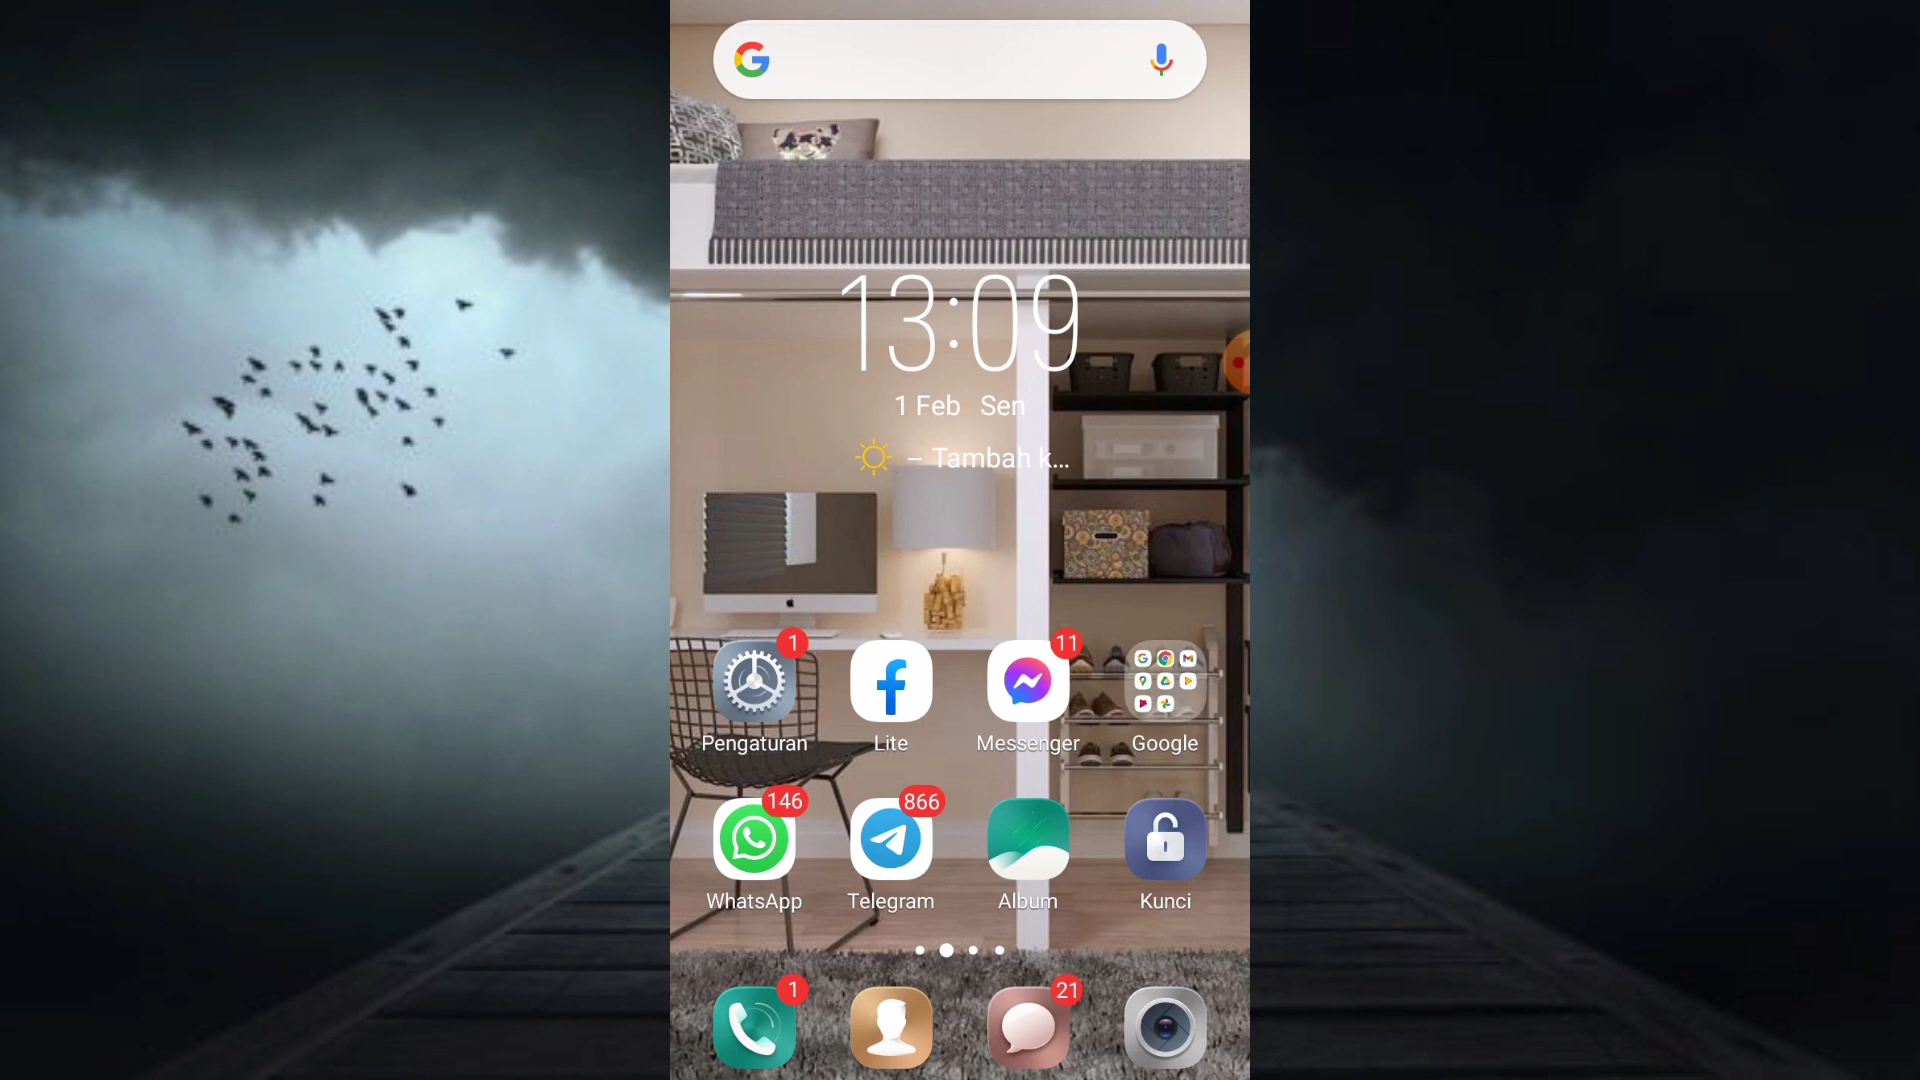 13:09
1 Feb Sen
– Tambah k...
1
11
Pengaturan
Lite
Messenger
Google
146
866
WhatsApp
Telegram
Album
Kunci
1
21